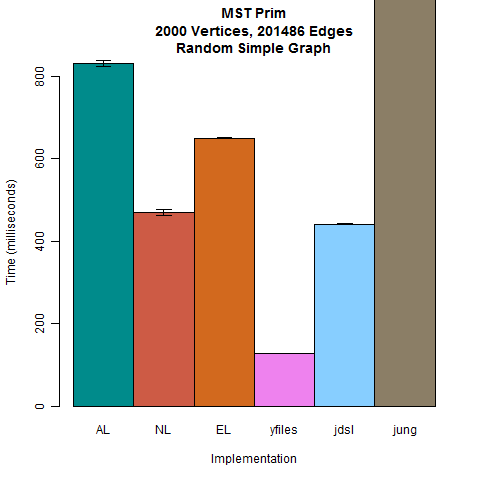 MST Prim
2000 Vertices, 201486 Edges
Random Simple Graph
800
600
400
200
0
Time (milliseconds)
AL NL EL yfiles jdsl jung
Implementation